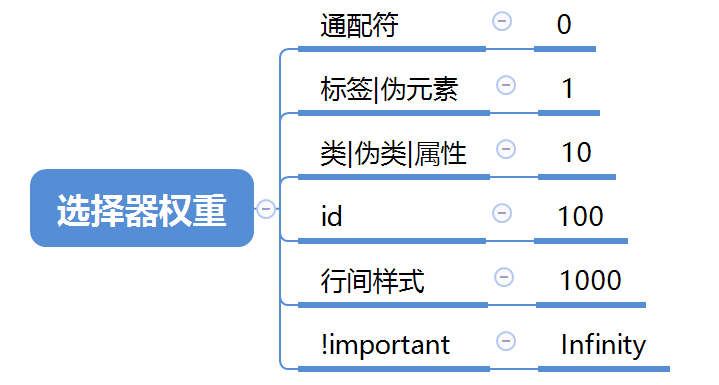 选择器权重
通配符 0
标签|伪元素 1
类|伪类|属性 10
id 100
行间样式 1000
!important Infinity